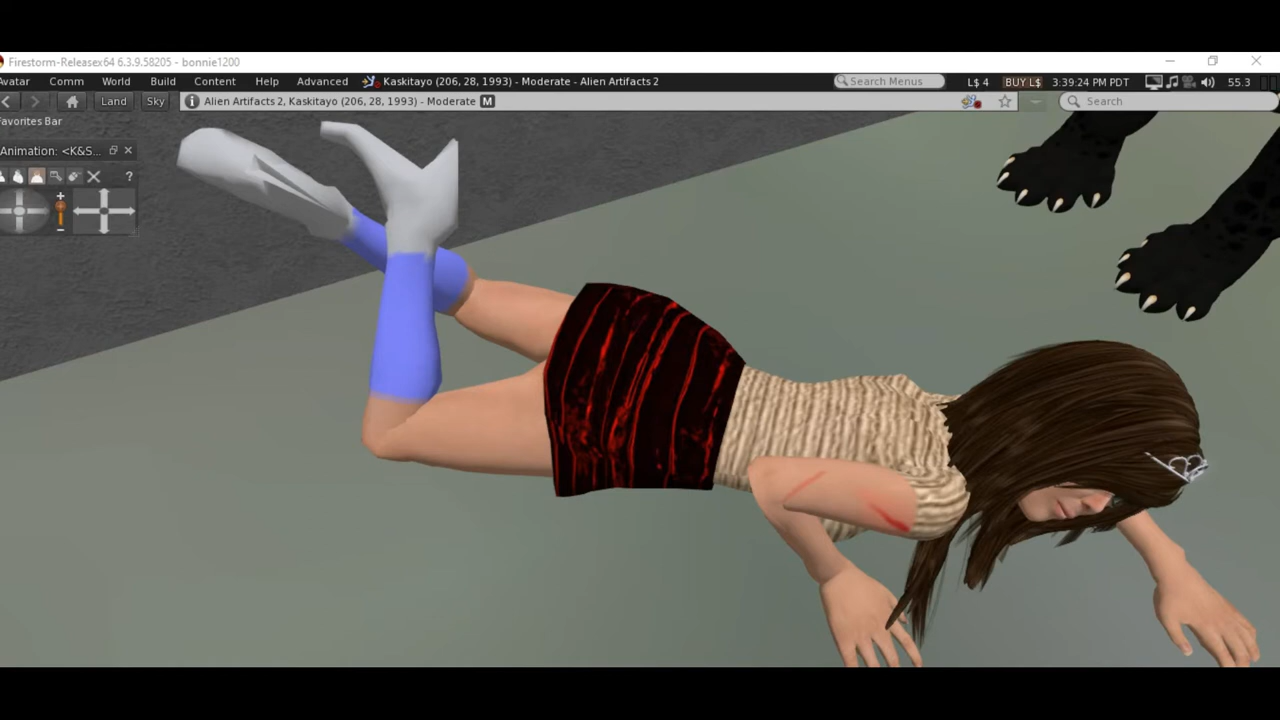 Firestorm-Releasex64 6.3.9.58205 - bonnie1200
Avatar Comm World Build Content Help Advanced Kaskitayo (206, 28, 1993) - Moderate - Alien Artifacts 2 Search Menus L$ 4 BUY L$ 3:39:24 PM PDT 55.3
Land Sky Alien Artifacts 2, Kaskitayo (206, 28, 1993) - Moderate M Search
Favorites Bar
Animation: <K&S...
?